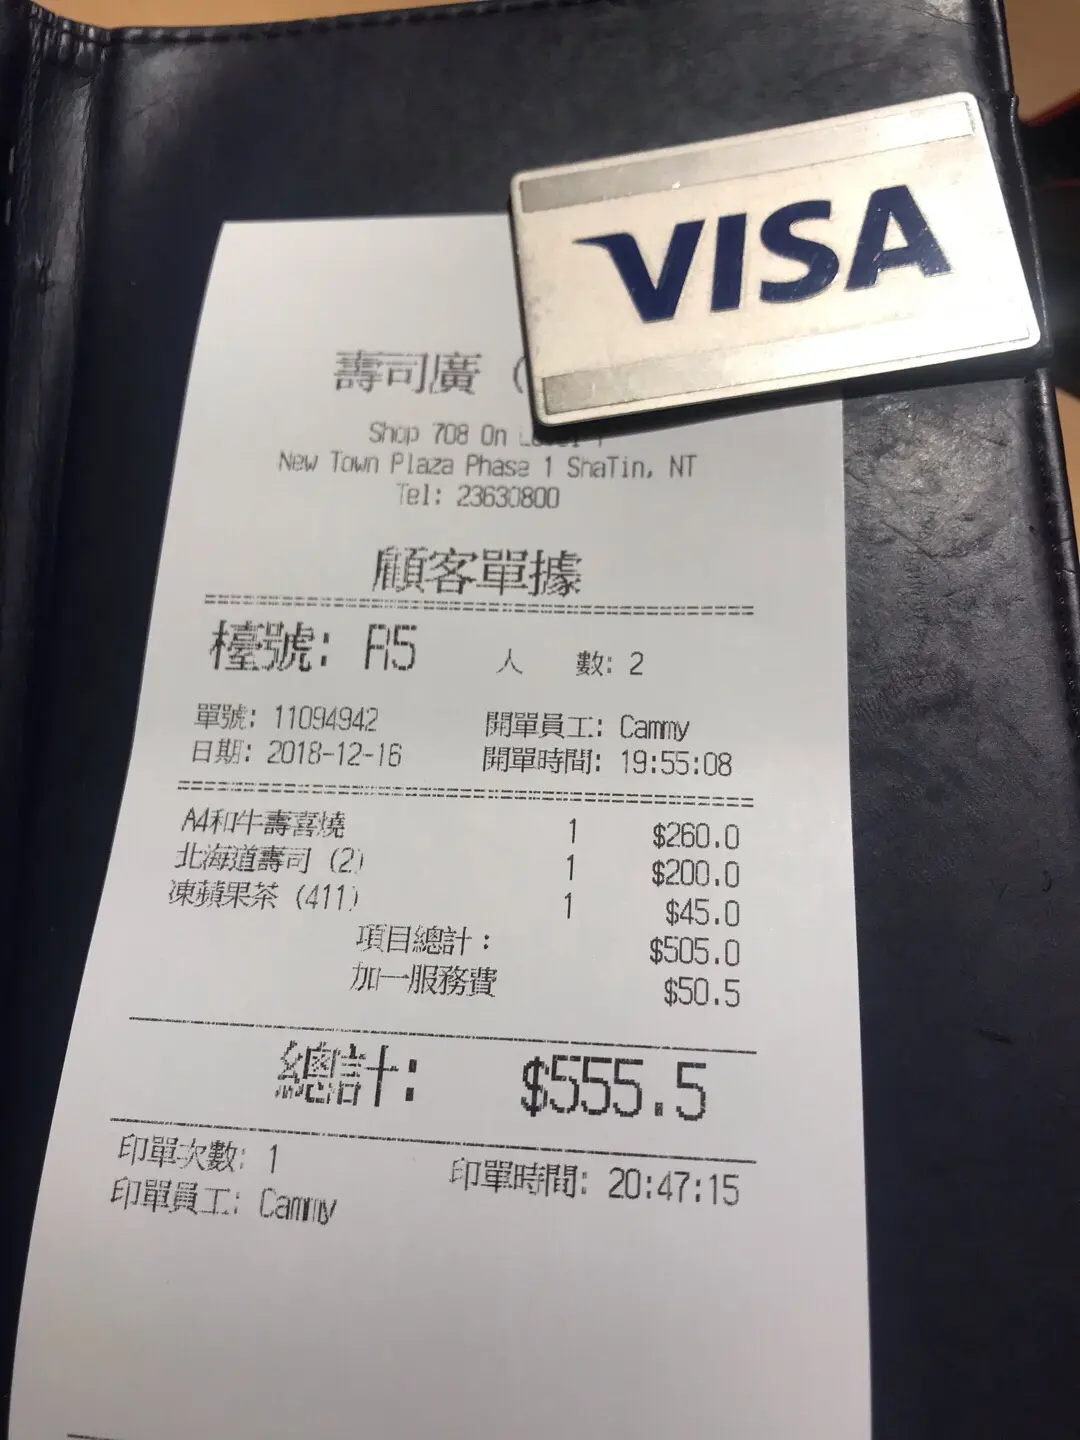 VISA
壽司廣 (
Shop 708 On
New Town Plaza Phase 1 ShaTin, NT
Tel: 23630800
顧客單據
檯號: A5 人 數: 2
單號: 11094942 開單員工: Cammy
日期: 2018-12-16 開單時間: 19:55:08
A4和牛壽喜燒 1 $260.0
北海道壽司 (2) 1 $200.0
凍蘋果茶 (411) 1 $45.0
項目總計: $505.0
加一服務費 $50.5
總計: $555.5
印單次數: 1 印單時間: 20:47:15
印單員工: Cammy